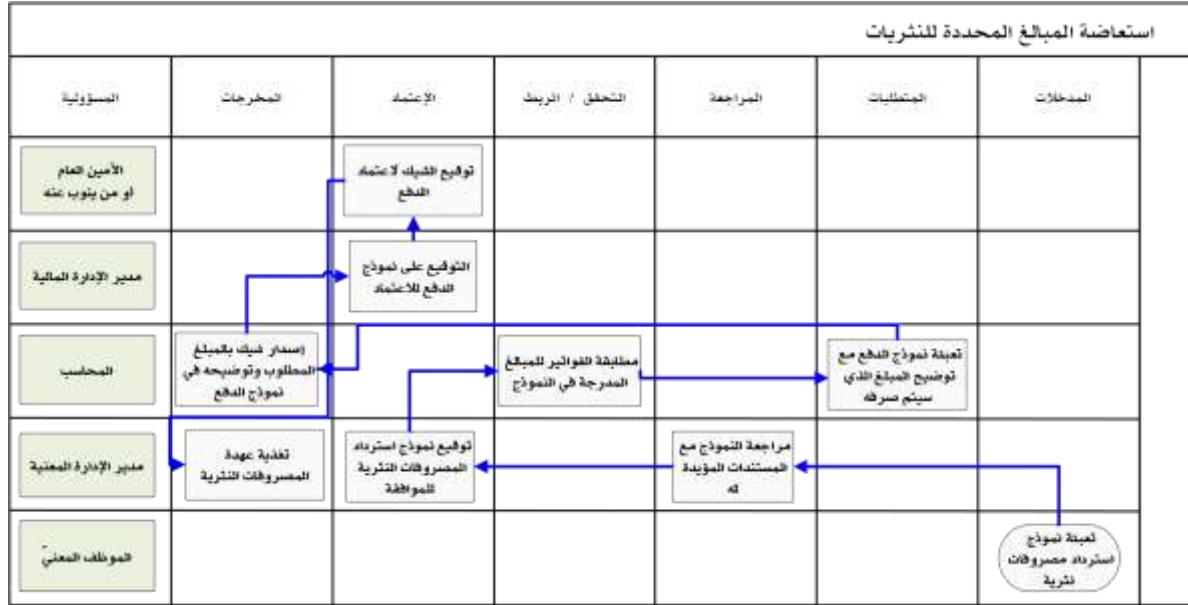 استعاضة المبالغ المحددة للنثريات
المدخلات
المتطلبات
المراجعة
التحقق / الربط
الإعتماد
المخرجات
المسؤولية
توقيع الشيك لاعتماد
الدفع
الأمين العام
أو من ينوب عنه
التوقيع على نموذج
الدفع للاعتماد
مدير الإدارة المالية
تعبئة نموذج الدفع مع
توضيح المبلغ الذي
سيتم صرفه
مطابقة الفواتير للمبالغ
المدرجة في النموذج
إصدار شيك بالمبلغ
المطلوب وتوضيحه في
نموذج الدفع
المحاسب
مراجعة النموذج مع
المستندات المؤيدة
له
توقيع نموذج استرداد
المصروفات النثرية
للموافقة
تغذية عهدة
المصروفات النثرية
مدير الإدارة المعنية
تعبئة نموذج
استرداد مصروفات
نثرية
الموظف المعنيّ